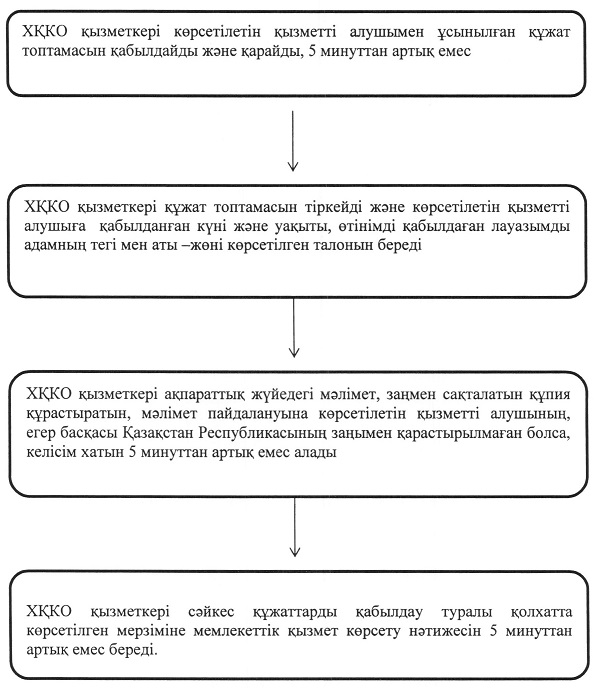 ХҚКО қызметкері көрсетілетін қызметті алушымен ұсынылған құжат
топтамасын қабылдайды және қарайды, 5 минуттан артық емес
ХҚКО қызметкері құжат топтамасын тіркейді және көрсетілетін қызметті
алушыға қабылданған күні және уақыты, өтінімді қабылдаған лауазымды
адамның тегі мен аты –жөні көрсетілген талонын береді
ХҚКО қызметкері ақпараттық жүйедегі мәлімет, заңмен сақталатын құпия
құрастыратын, мәлімет пайдалануына көрсетілетін қызметті алушының,
егер басқасы Қазақстан Республикасының заңымен қарастырылмаған болса,
келісім хатын 5 минуттан артық емес алады
ХҚКО қызметкері сәйкес құжаттарды қабылдау туралы қолхатта
көрсетілген мерзіміне мемлекеттік қызмет көрсету нәтижесін 5 минуттан
артық емес береді.